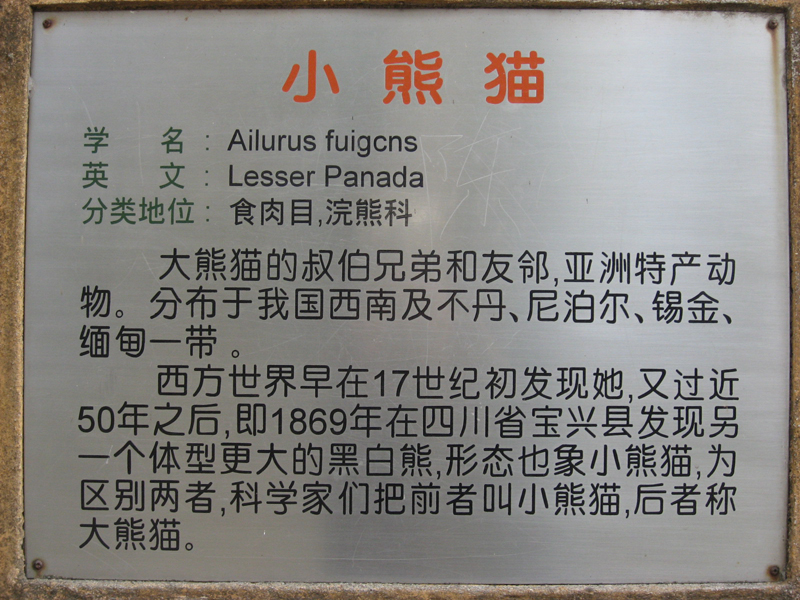 小熊猫
学 名：Ailurus fuigcns
英 文：Lesser Panada
分类地位：食肉目,浣熊科
大熊猫的叔伯兄弟和友邻,亚洲特产动
物。分布于我国西南及不丹、尼泊尔、锡金、
缅甸一带。
西方世界早在17世纪初发现她,又过近
50年之后,即1869年在四川省宝兴县发现另
一个体型更大的黑白熊,形态也象小熊猫,为
区别两者,科学家们把前者叫小熊猫,后者称
大熊猫。